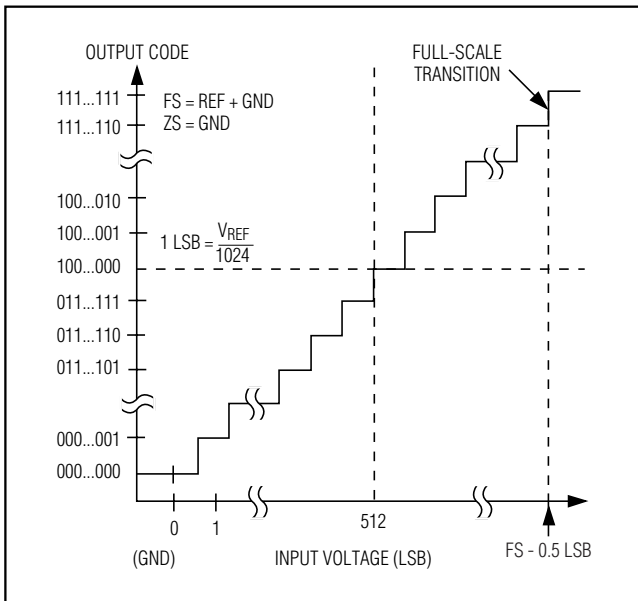 OUTPUT CODE
FULL-SCALE
TRANSITION
111...111
FS = REF + GND
111...110
ZS = GND
100...010
100...001
1 LSB = VREF
1024
100...000
011...111
011...110
011...101
000...001
000...000
0
1
512
FS - 0.5 LSB
(GND)
INPUT VOLTAGE (LSB)